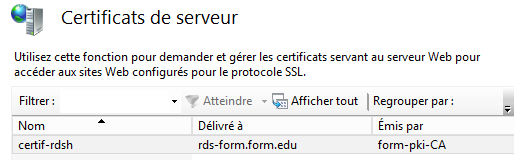 Certificats de serveur
Utilisez cette fonction pour demander et gérer les certificats servant au serveur Web pour
accéder aux sites Web configurés pour le protocole SSL.
Filtrer : Atteindre Afficher tout Regrouper par :
Nom Délivré à Émis par
certif-rdsh rds-form.form.edu form-pki-CA